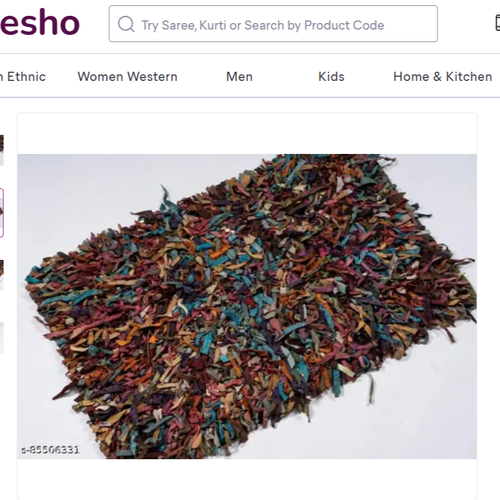 esho
Try Saree, Kurti or Search by Product Code
n Ethnic
Women Western
Men
Kids
Home & Kitchen
s-85506331